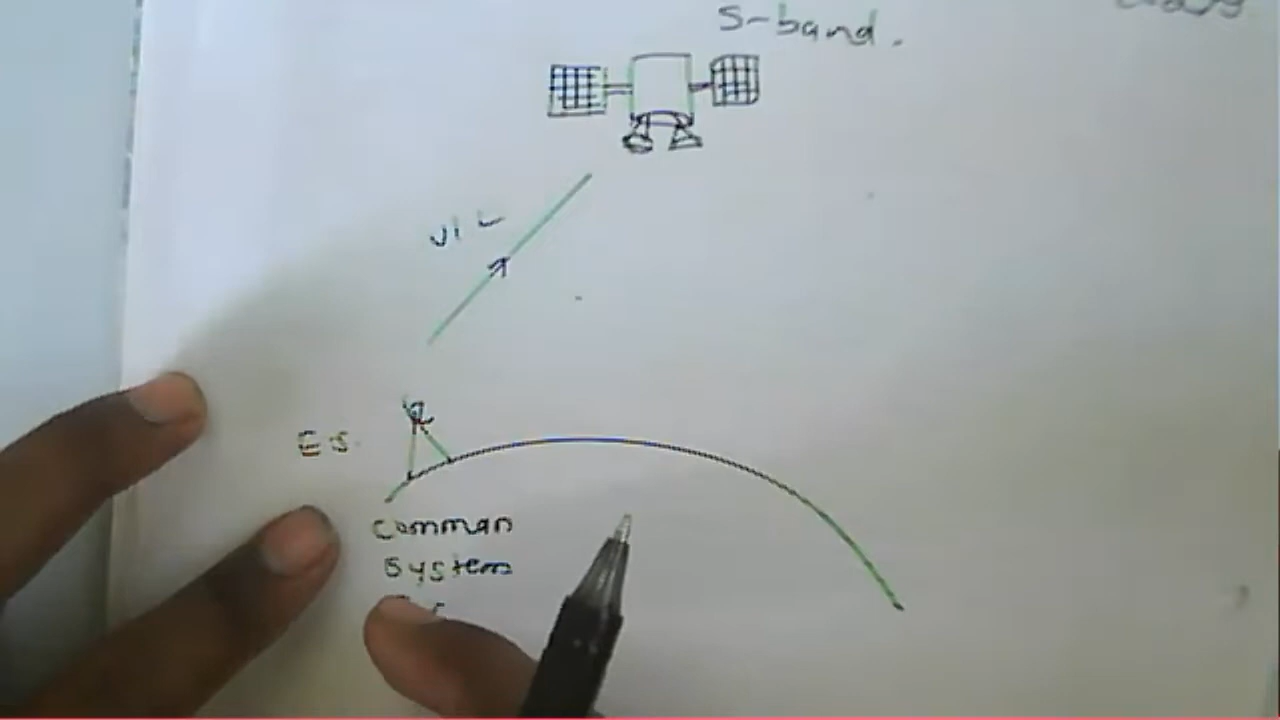 S-band.
U/L
E.S.
Comman
System